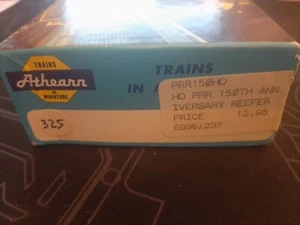 TRAINS
Athearn
IN
MINIATURE
TRAINS
IN
325
PRR150HO
HO PRR 150TH ANN
IVERSARY REEFER
PRICE 12.95
EG96/237